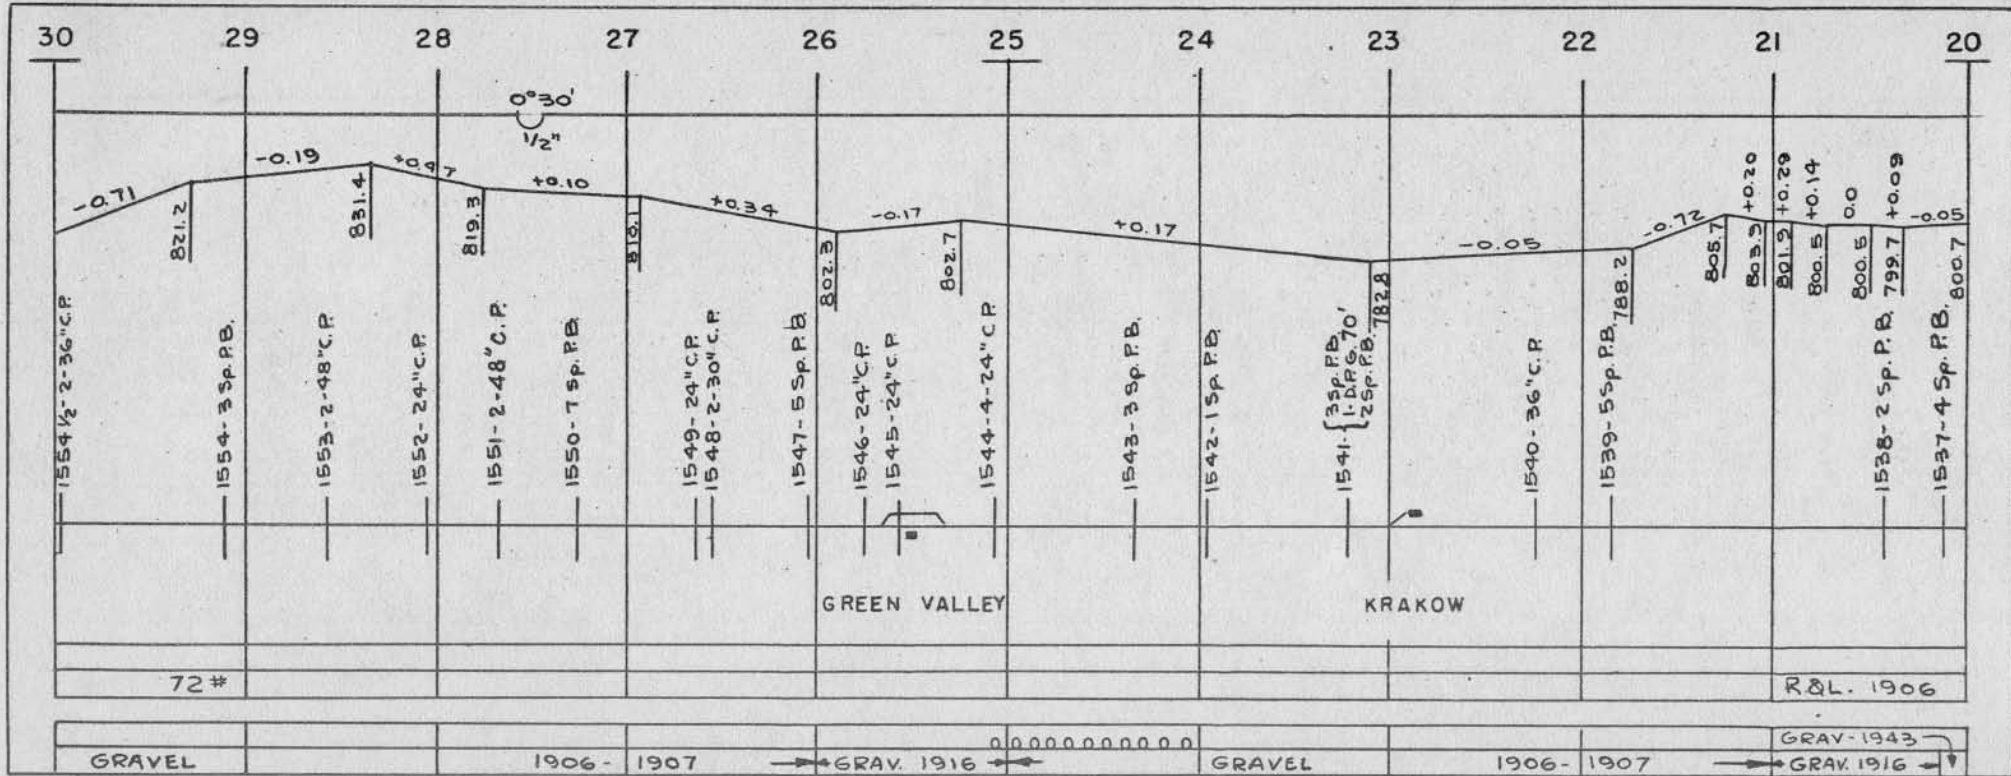 30 29 28 27 26 25 24 23 22 21 20
0°30'
1/2"
-0.71 -0.19 +0.47 +0.10 +0.34 -0.17 +0.17 -0.05 -0.72 +0.20 +0.29 +0.14 0.0 +0.09 -0.05
821.2 831.4 819.3 810.1 802.3 802.7 782.8 788.2 805.7 803.9 801.9 800.5 800.5 799.7 800.7
1554 1/2-2-36"C.P.
1554-3 Sp.P.B.
1553-2-48"C.P.
1552-24"C.P.
1551-2-48"C.P.
1550-7 Sp.P.B.
1549-24"C.P.
1548-2-30"C.P.
1547-5 Sp.P.B.
1546-24"C.P.
1545-24"C.P.
1544-4-24"C.P.
1543-3 Sp.P.B.
1542-1 Sp.P.B.
1541-{3 Sp.P.B.
1-D.P.G. 70'
2 Sp.P.B.
1540-36"C.P.
1539-5 Sp.P.B.
1538-2 Sp.P.B.
1537-4 Sp.P.B.
GREEN VALLEY KRAKOW
72# R.&L. 1906
o o o o o o o o o o o GRAV-1943
GRAVEL 1906-1907 GRAV. 1916 GRAVEL 1906-1907 GRAV. 1916